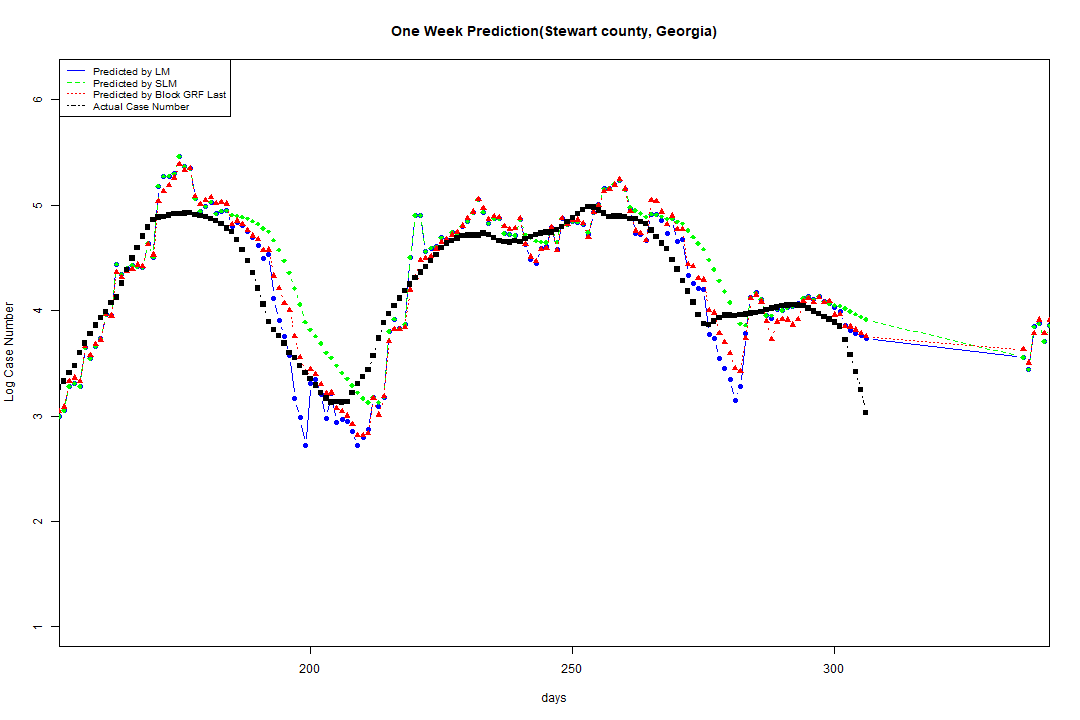 One Week Prediction(Stewart county, Georgia)
Predicted by LM
Predicted by SLM
Predicted by Block GRF Last
Actual Case Number
6
5
4
3
2
1
Log Case Number
200 250 300
days